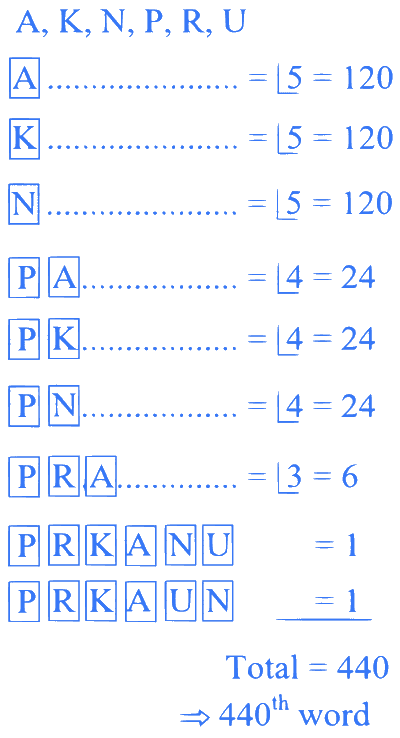 A, K, N, P, R, U
A ........................ = ⌊5 = 120
K ........................ = ⌊5 = 120
N ........................ = ⌊5 = 120
P A .................... = ⌊4 = 24
P K .................... = ⌊4 = 24
P N .................... = ⌊4 = 24
P R A ............... = ⌊3 = 6
P R K A N U = 1
P R K A U N = 1
Total = 440
⇒ 440th word